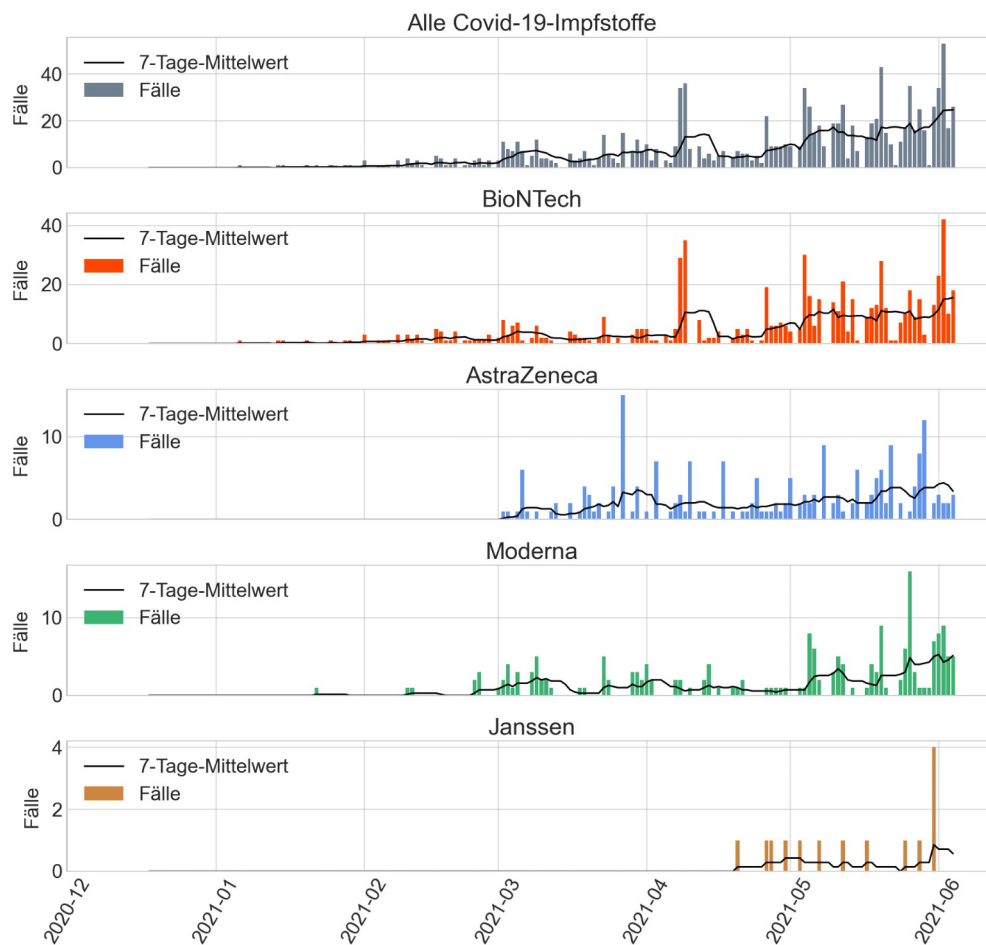 Alle Covid-19-Impfstoffe
Fälle
40
20
0
7-Tage-Mittelwert
Fälle
BioNTech
Fälle
40
20
0
7-Tage-Mittelwert
Fälle
AstraZeneca
Fälle
10
0
7-Tage-Mittelwert
Fälle
Moderna
Fälle
10
0
7-Tage-Mittelwert
Fälle
Janssen
Fälle
4
2
0
7-Tage-Mittelwert
Fälle
2020-12
2021-01
2021-02
2021-03
2021-04
2021-05
2021-06